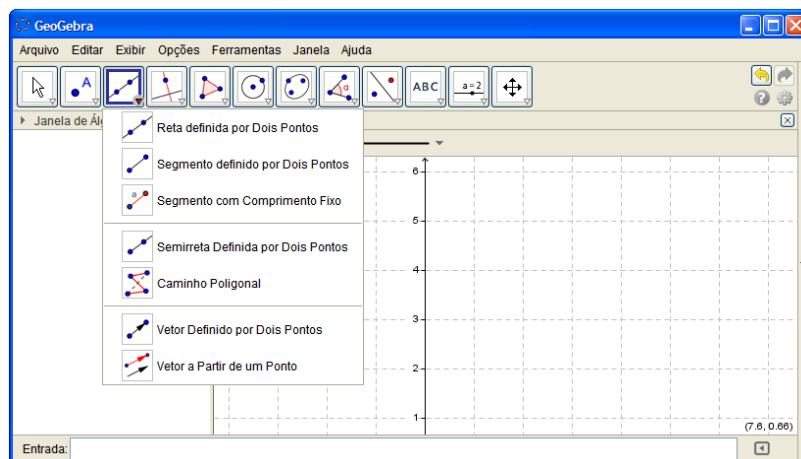 GeoGebra
Arquivo Editar Exibir Opções Ferramentas Janela Ajuda
A α ABC a=2
Janela de Ál
Reta definida por Dois Pontos
Segmento definido por Dois Pontos
a
Segmento com Comprimento Fixo
Semirreta Definida por Dois Pontos
Caminho Poligonal
Vetor Definido por Dois Pontos
Vetor a Partir de um Ponto
6
5
4
3
2
1
(7.6, 0.66)
Entrada: